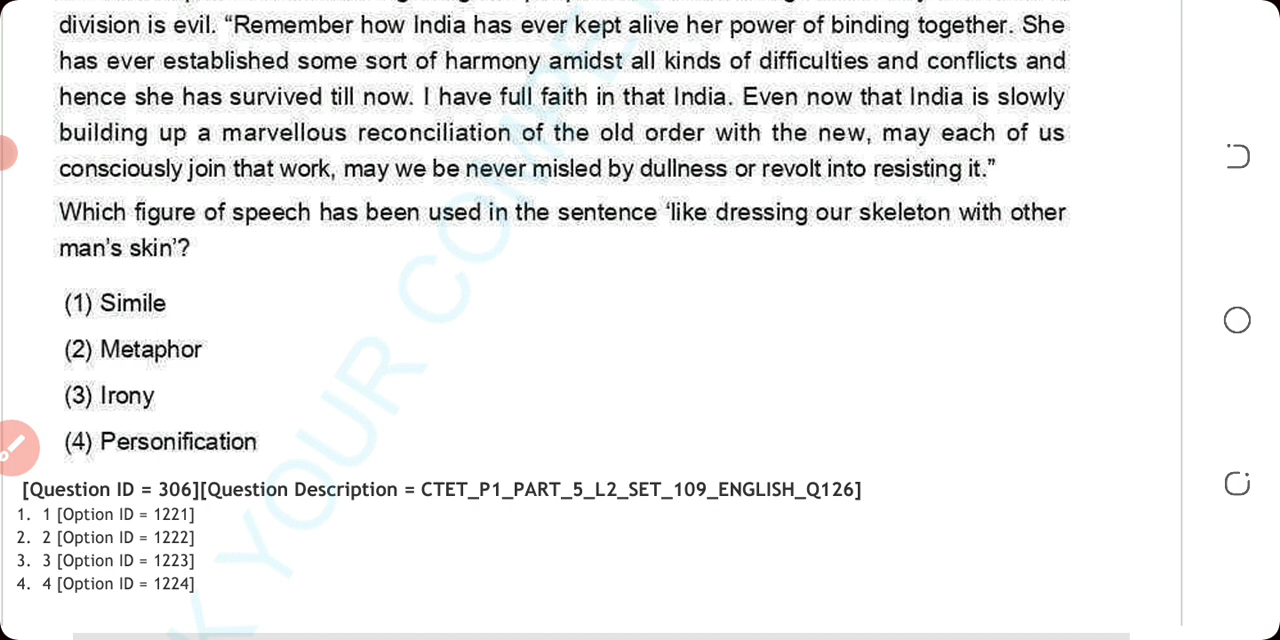 division is evil. “Remember how India has ever kept alive her power of binding together. She
has ever established some sort of harmony amidst all kinds of difficulties and conflicts and
hence she has survived till now. I have full faith in that India. Even now that India is slowly
building up a marvellous reconciliation of the old order with the new, may each of us
consciously join that work, may we be never misled by dullness or revolt into resisting it.”
Which figure of speech has been used in the sentence ‘like dressing our skeleton with other
man’s skin’?
(1) Simile
(2) Metaphor
(3) Irony
(4) Personification
[Question ID = 306][Question Description = CTET_P1_PART_5_L2_SET_109_ENGLISH_Q126]
1. 1 [Option ID = 1221]
2. 2 [Option ID = 1222]
3. 3 [Option ID = 1223]
4. 4 [Option ID = 1224]
YOUR